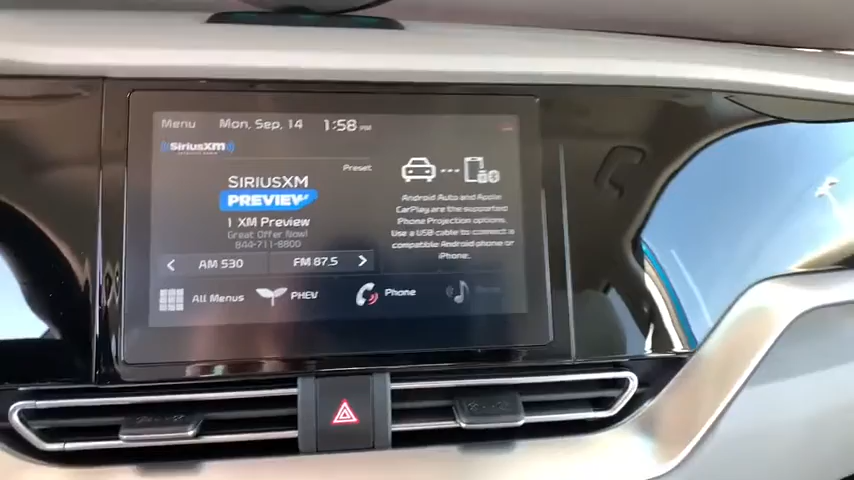 Menu
Mon, Sep, 14
1:58 PM
SiriusXM
Preset
SIRIUSXM
PREVIEW
1 XM Preview
Great Offer Now!
844-711-8800
AM 530
FM 87.5
Android Auto and Apple
CarPlay are the supported
Phone Projection options.
Use a USB cable to connect a
compatible Android phone or
iPhone.
All Menus
PHEV
Phone